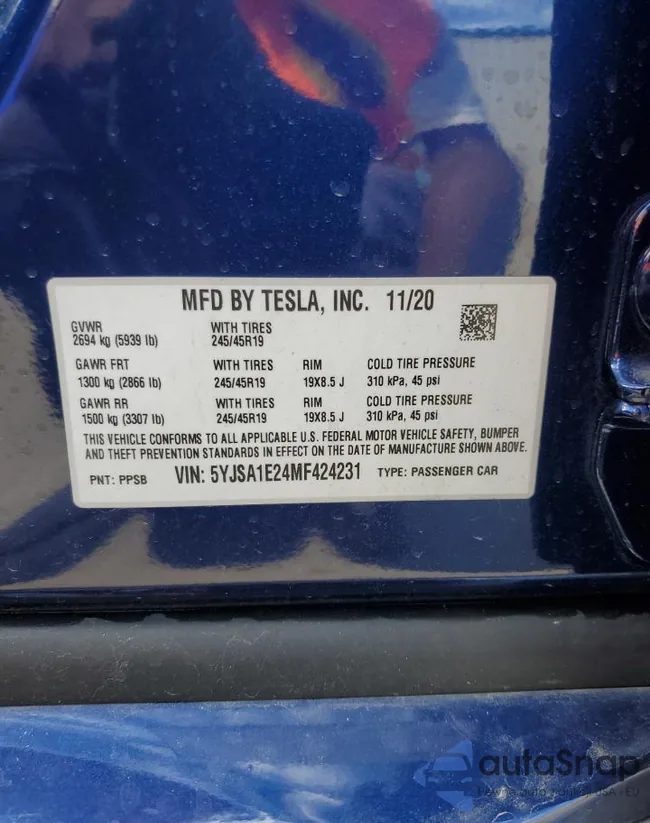 MFD BY TESLA, INC. 11/20
GVWR WITH TIRES
2694 kg (5939 lb) 245/45R19
GAWR FRT WITH TIRES RIM COLD TIRE PRESSURE
1300 kg (2866 lb) 245/45R19 19X8.5 J 310 kPa, 45 psi
GAWR RR WITH TIRES RIM COLD TIRE PRESSURE
1500 kg (3307 lb) 245/45R19 19X8.5 J 310 kPa, 45 psi
THIS VEHICLE CONFORMS TO ALL APPLICABLE U.S. FEDERAL MOTOR VEHICLE SAFETY, BUMPER
AND THEFT PREVENTION STANDARDS IN EFFECT ON THE DATE OF MANUFACTURE SHOWN ABOVE.
PNT: PPSB VIN: 5YJSA1E24MF424231 TYPE: PASSENGER CAR
autaSnap